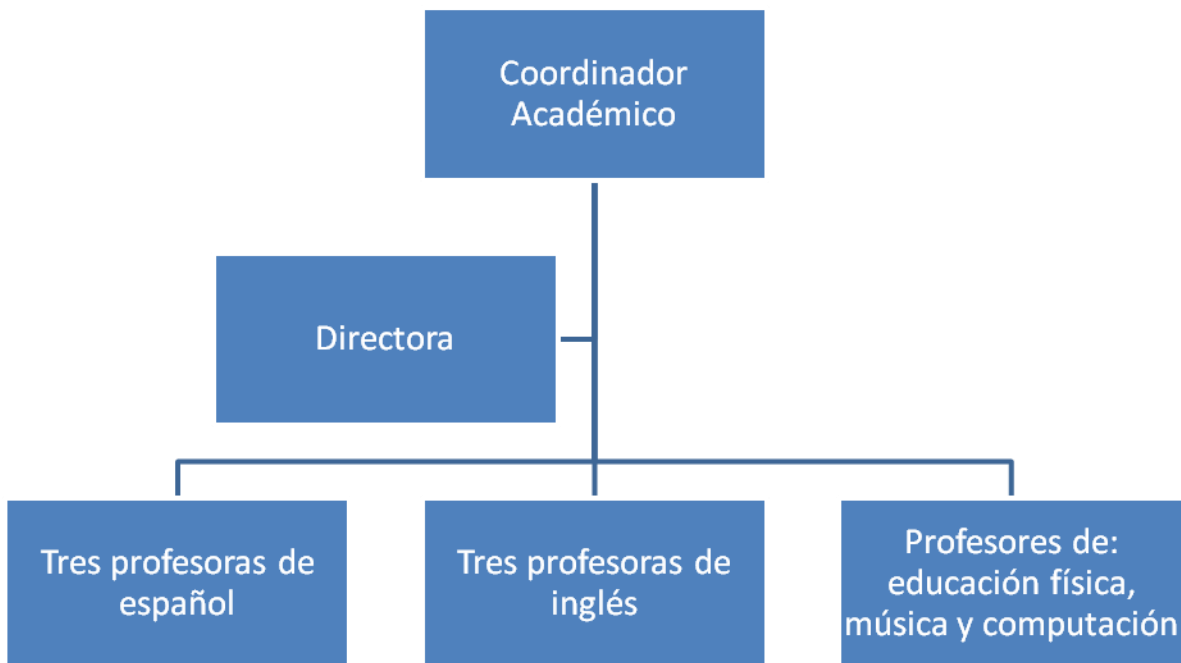 Coordinador
Académico
Directora
Tres profesoras de
español
Tres profesoras de
inglés
Profesores de:
educación física,
música y computación